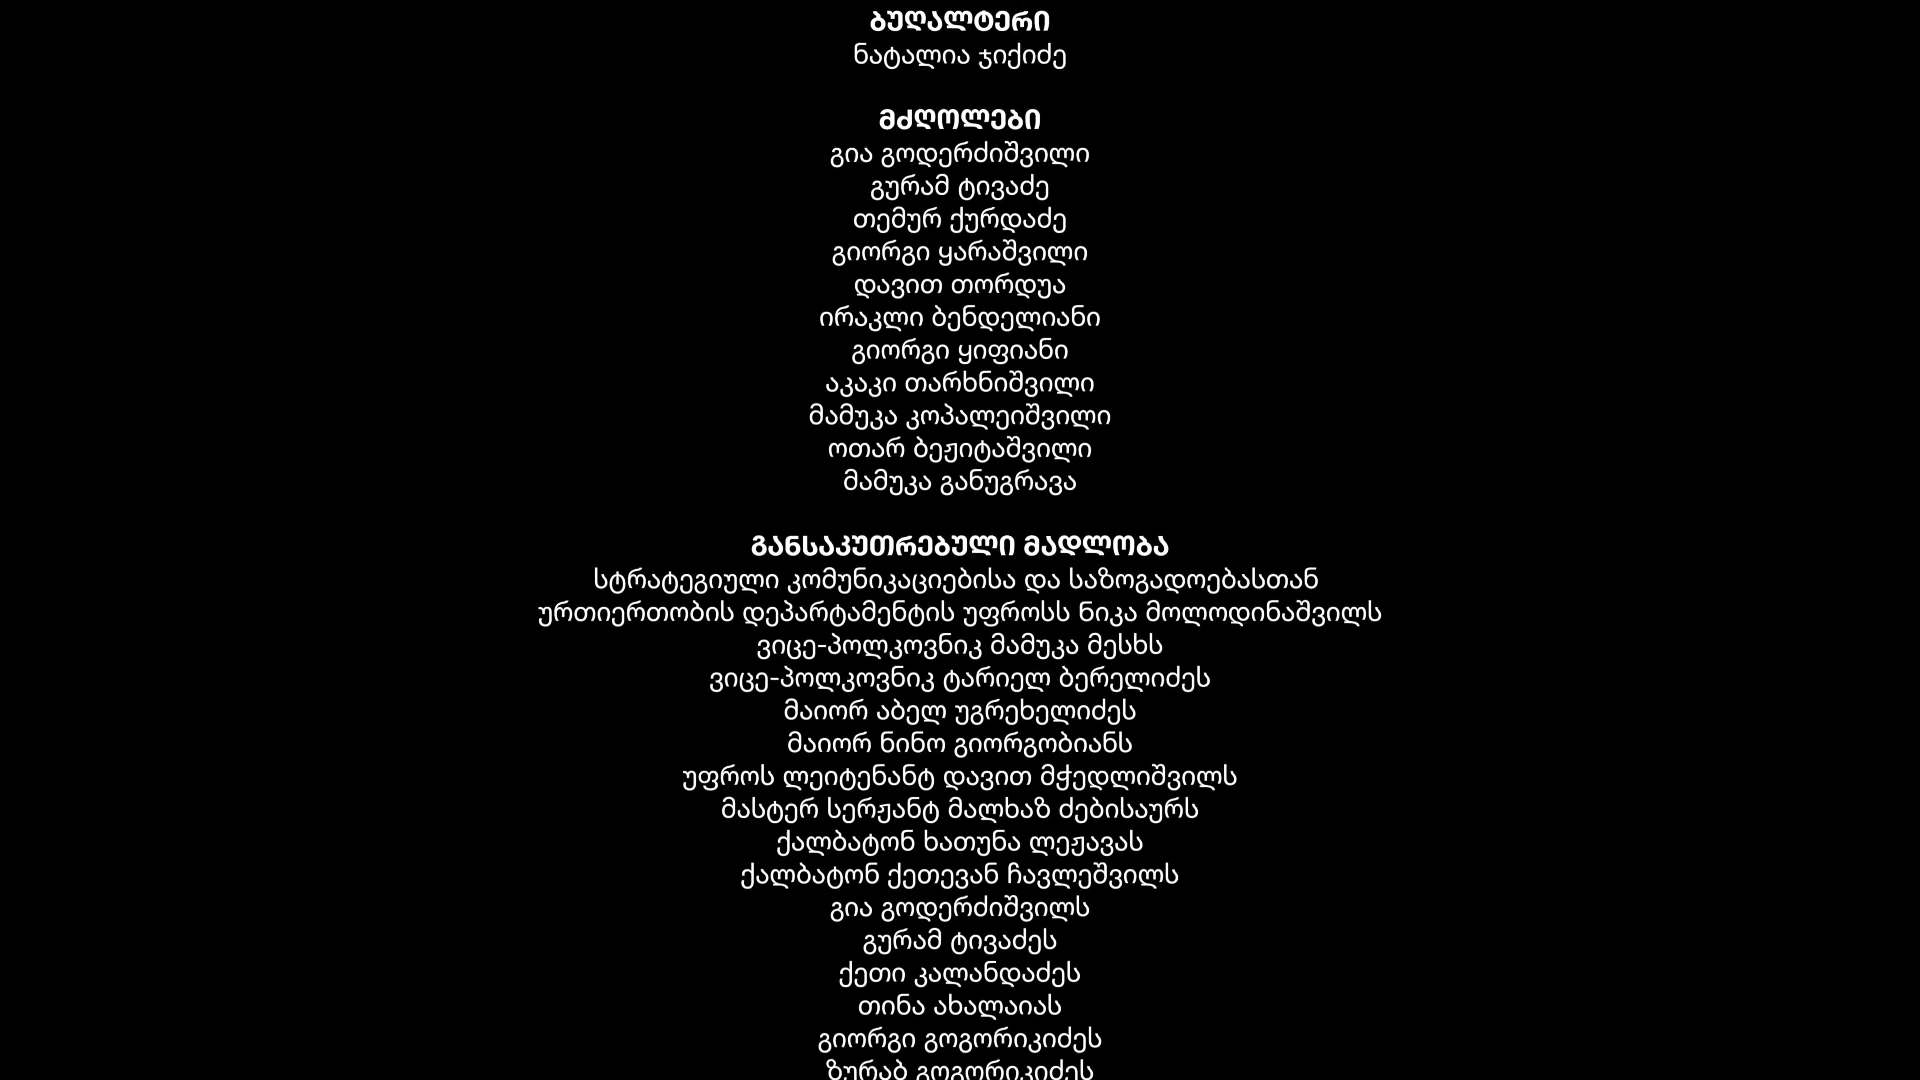 ბუღალტერი
ნატალია ჯიქიძე
მძღოლები
გია გოდერძიშვილი
გურამ ტივაძე
თემურ ქურდაძე
გიორგი ყარაშვილი
დავით თორდუა
ირაკლი ბენდელიანი
გიორგი ყიფიანი
აკაკი თარხნიშვილი
მამუკა კოპალეიშვილი
ოთარ ბეჟიტაშვილი
მამუკა განუგრავა
განსაკუთრებული მადლობა
სტრატეგიული კომუნიკაციებისა და საზოგადოებასთან
ურთიერთობის დეპარტამენტის უფროსს ნიკა მოლოდინაშვილს
ვიცე-პოლკოვნიკ მამუკა მესხს
ვიცე-პოლკოვნიკ ტარიელ ბერელიძეს
მაიორ აბელ უგრეხელიძეს
მაიორ ნინო გიორგობიანს
უფროს ლეიტენანტ დავით მჭედლიშვილს
მასტერ სერჟანტ მალხაზ ძებისაურს
ქალბატონ ხათუნა ლეჟავას
ქალბატონ ქეთევან ჩავლეშვილს
გია გოდერძიშვილს
გურამ ტივაძეს
ქეთი კალანდაძეს
თინა ახალაიას
გიორგი გოგორიკიძეს
ზურაბ გოგორიკიძეს